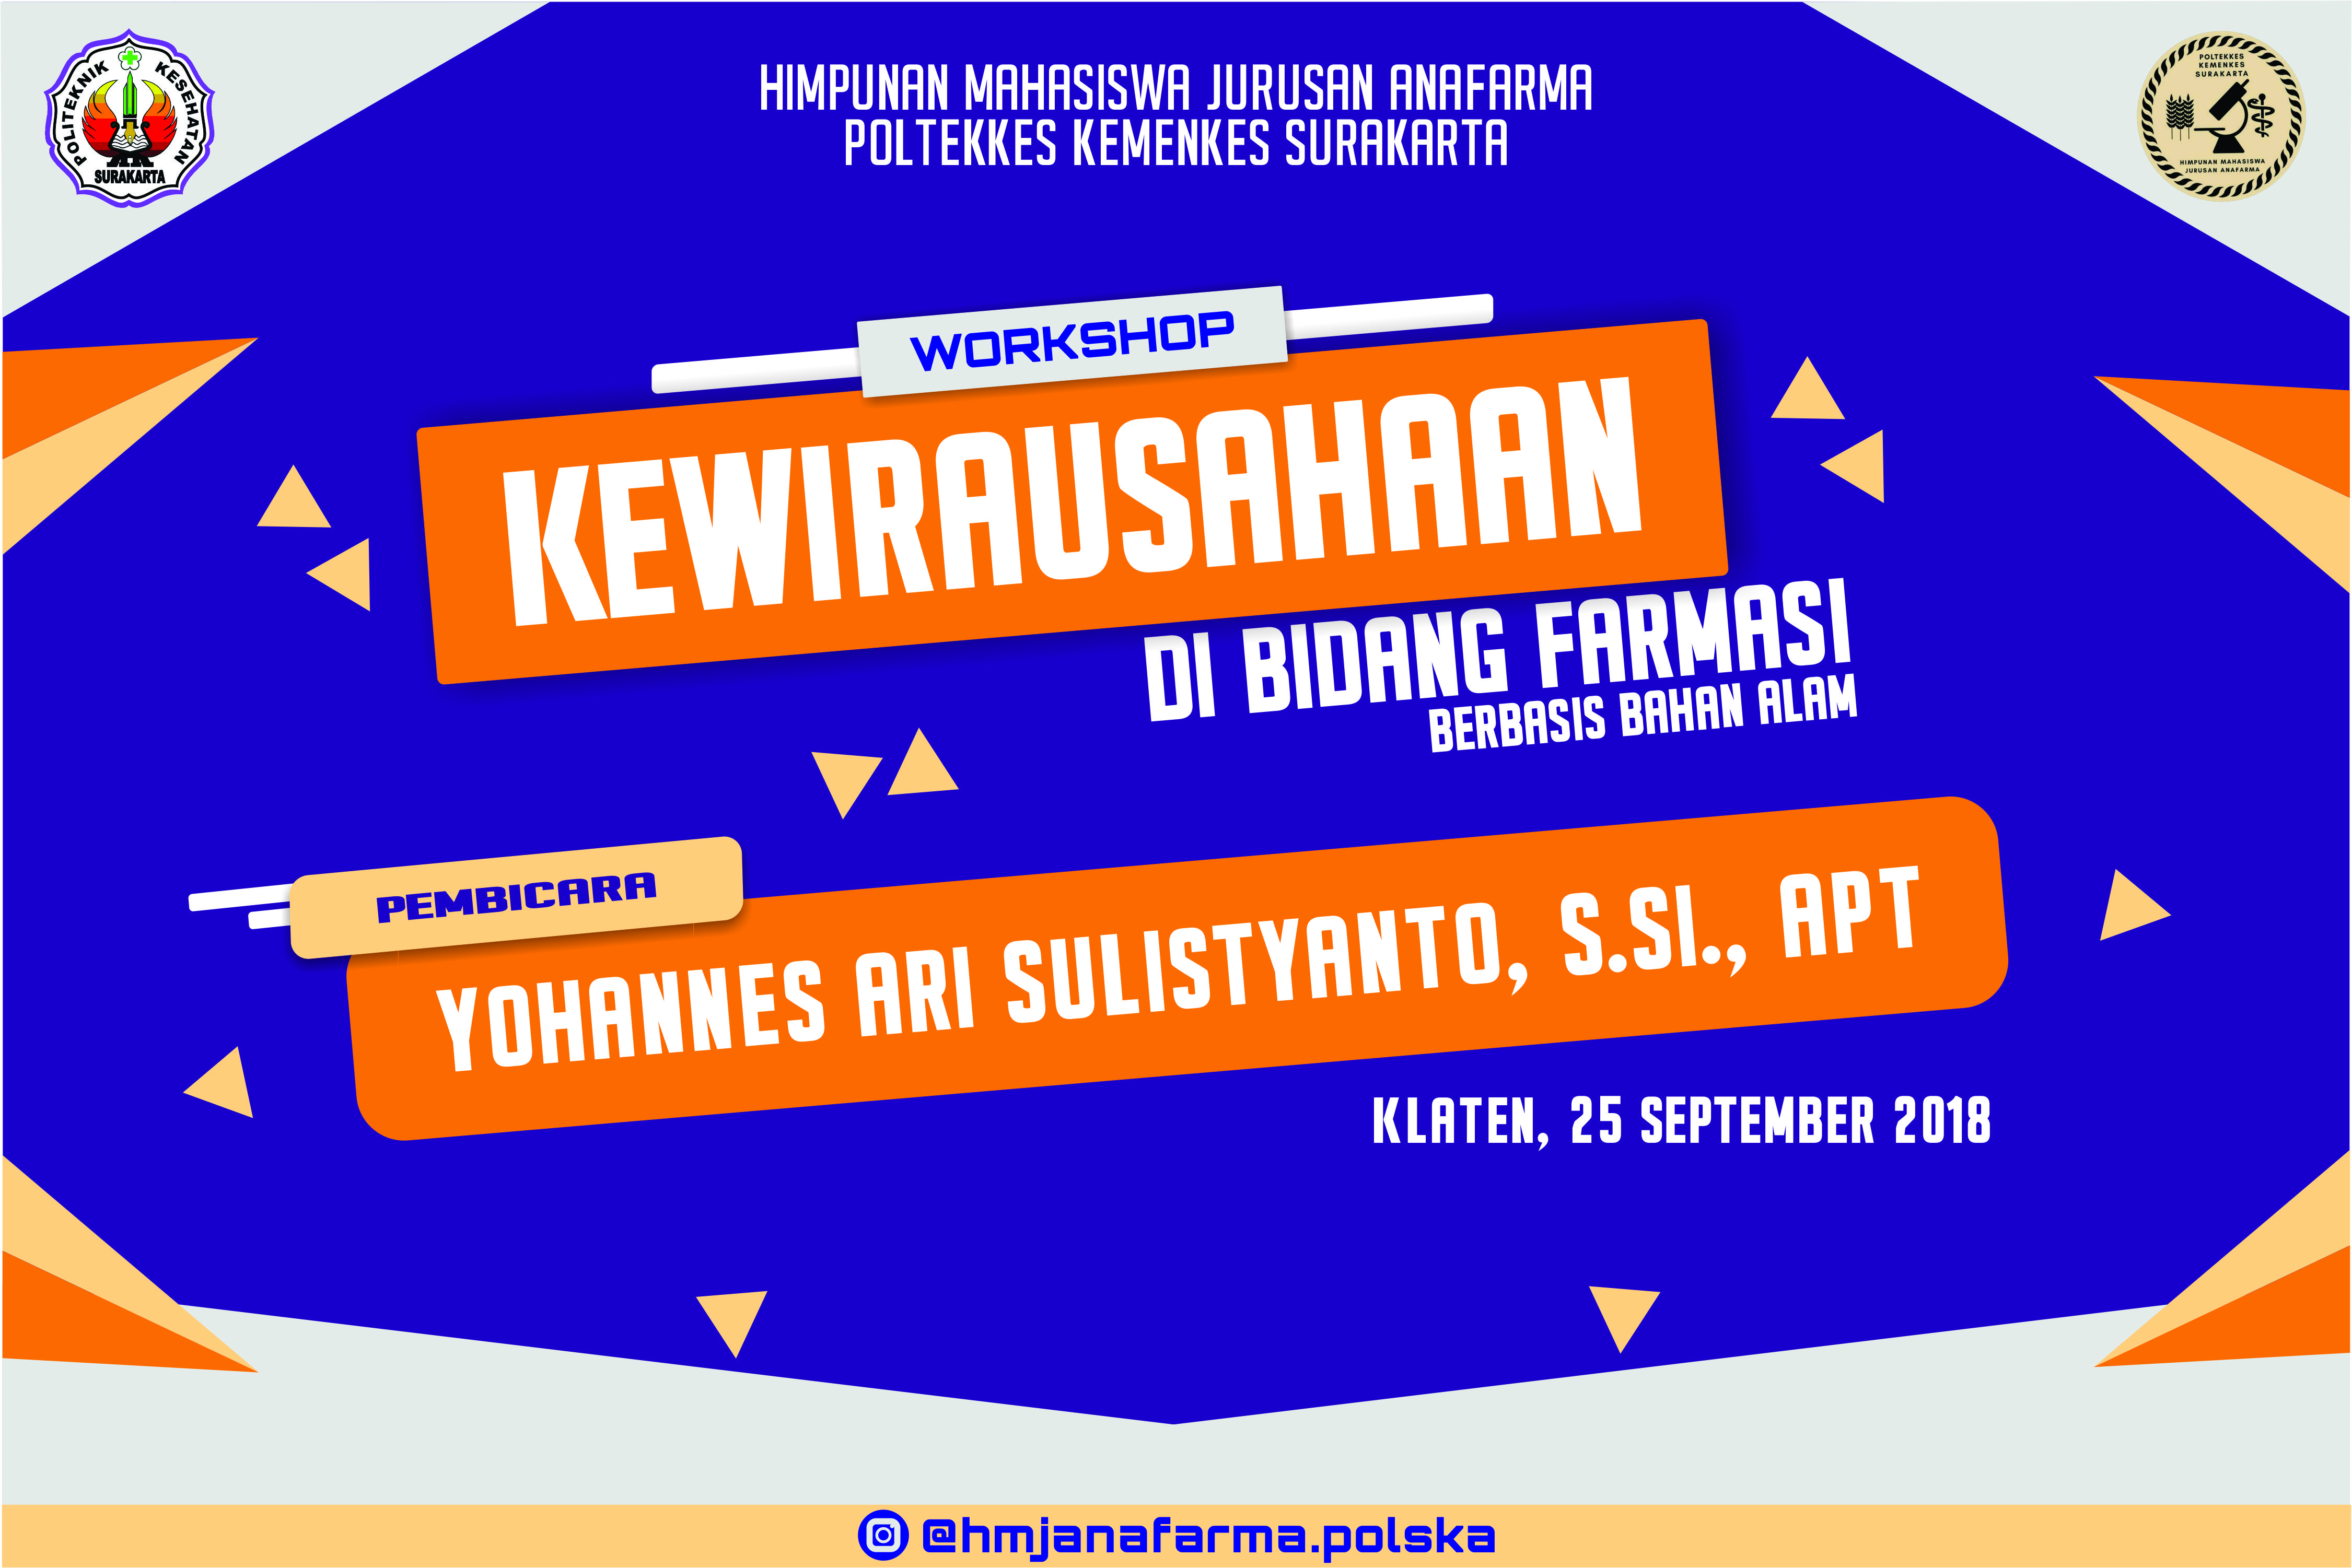 POLITEKNIK KESEHATAN
SURAKARTA
HIMPUNAN MAHASISWA JURUSAN ANAFARMA
POLTEKKES KEMENKES SURAKARTA
POLTEKKES
KEMENKES
SURAKARTA
HIMPUNAN MAHASISWA
JURUSAN ANAFARMA
WORKSHOP
KEWIRAUSAHAAN
DI BIDANG FARMASI
BERBASIS BAHAN ALAM
PEMBICARA
YOHANNES ARI SULISTYANTO, S.SI., APT
KLATEN, 25 SEPTEMBER 2018
@hmjanafarma.polska